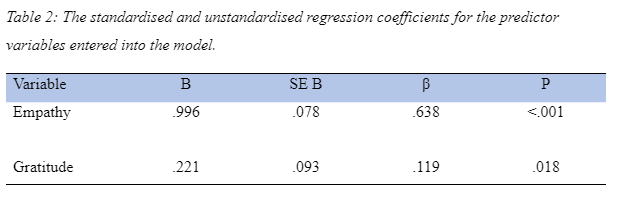 Table 2: The standardised and unstandardised regression coefficients for the predictor
variables entered into the model.
Variable B SE B β P
Empathy .996 .078 .638 <.001
Gratitude .221 .093 .119 .018